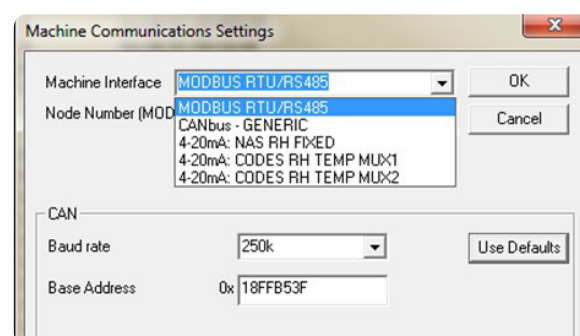 Machine Communications Settings
Machine Interface MODBUS RTU/RS485 OK
Node Number (MOD MODBUS RTU/RS485 Cancel
CANbus - GENERIC
4-20mA: NAS RH FIXED
4-20mA: CODES RH TEMP MUX1
4-20mA: CODES RH TEMP MUX2
CAN
Baud rate 250k Use Defaults
Base Address 0x 18FFB53F